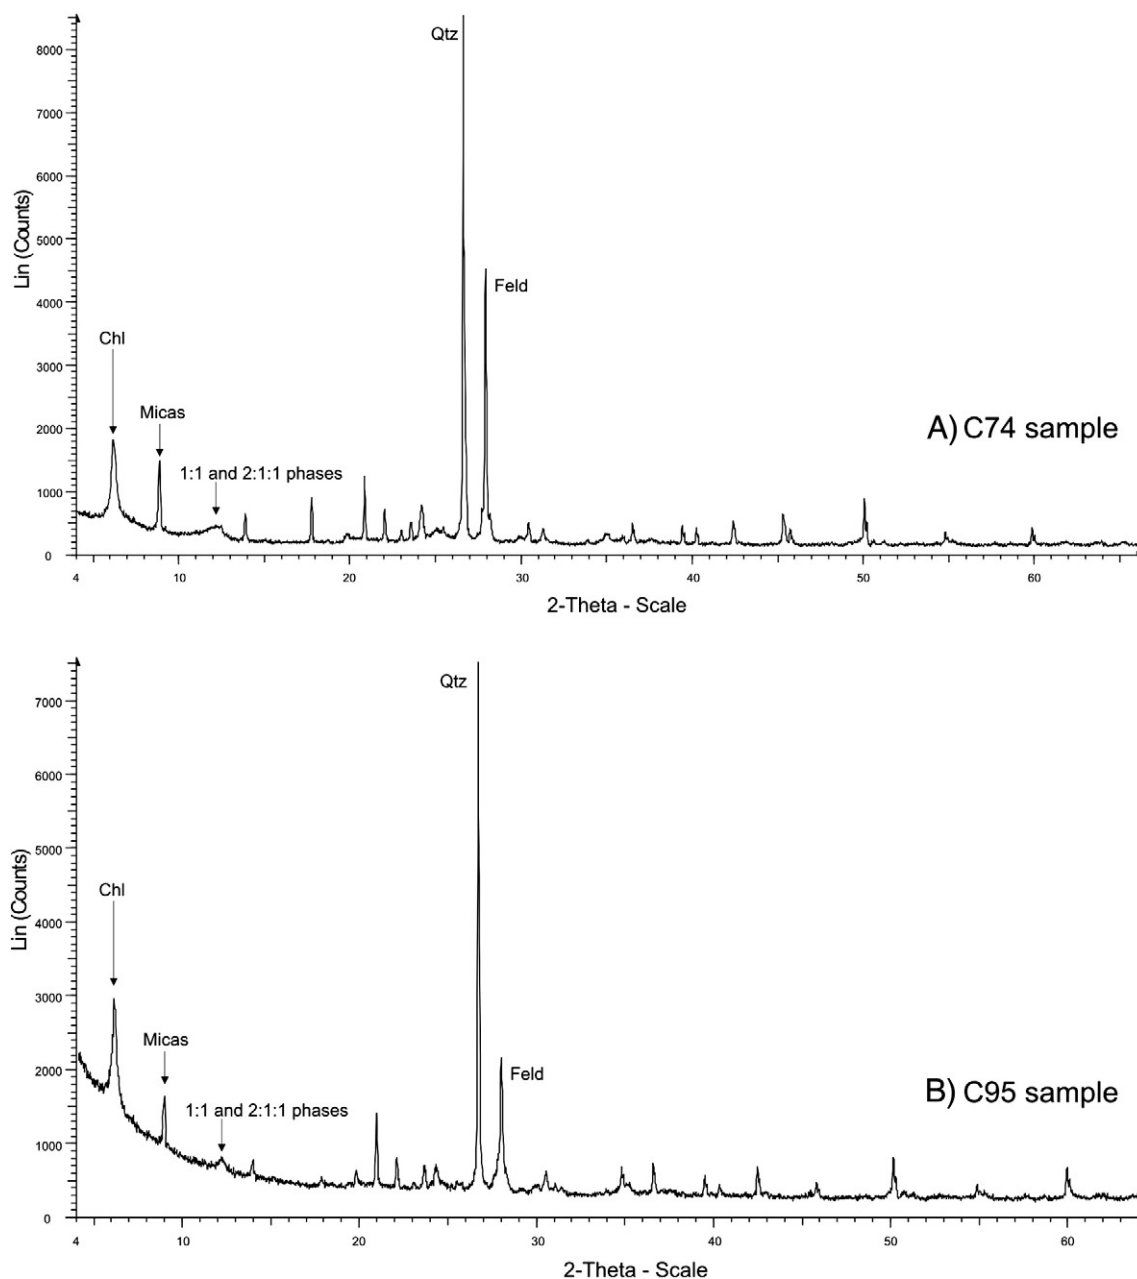 8000
7000
6000
5000
4000
3000
2000
1000
0
Lin (Counts)
Qtz
Feld
Chl
Micas
1:1 and 2:1:1 phases
A) C74 sample
4 10 20 30 40 50 60
2-Theta - Scale
7000
6000
5000
4000
3000
2000
1000
0
Lin (Counts)
Qtz
Chl
Micas
Feld
1:1 and 2:1:1 phases
B) C95 sample
4 10 20 30 40 50 60
2-Theta - Scale